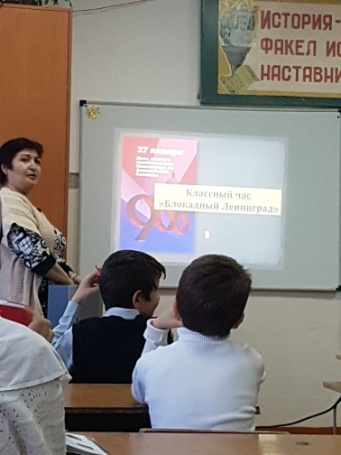 ИСТОРИЯ-
ФАКЕЛ ИС
НАСТАВНИ
27 января
Классный час
«Блокадный Ленинград»
900